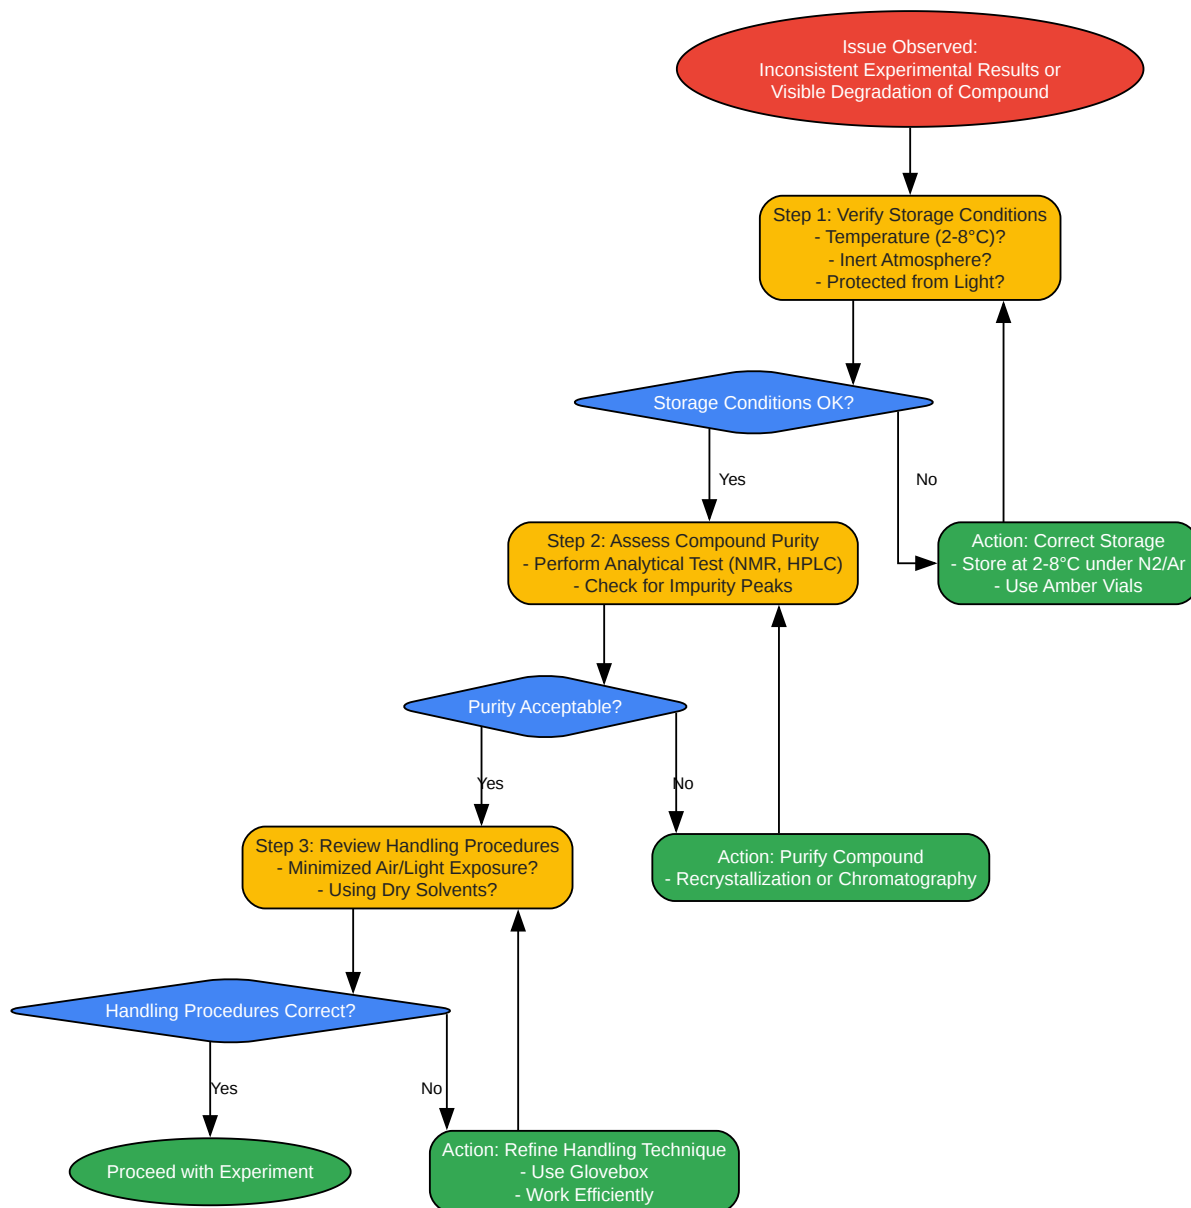 Issue Observed:
Inconsistent Experimental Results or
Visible Degradation of Compound
Step 1: Verify Storage Conditions
- Temperature (2-8°C)?
- Inert Atmosphere?
- Protected from Light?
Storage Conditions OK?
Yes
No
Step 2: Assess Compound Purity
- Perform Analytical Test (NMR, HPLC)
- Check for Impurity Peaks
Action: Correct Storage
- Store at 2-8°C under N2/Ar
- Use Amber Vials
Purity Acceptable?
Yes
No
Step 3: Review Handling Procedures
- Minimized Air/Light Exposure?
- Using Dry Solvents?
Action: Purify Compound
- Recrystallization or Chromatography
Handling Procedures Correct?
Yes
No
Proceed with Experiment
Action: Refine Handling Technique
- Use Glovebox
- Work Efficiently